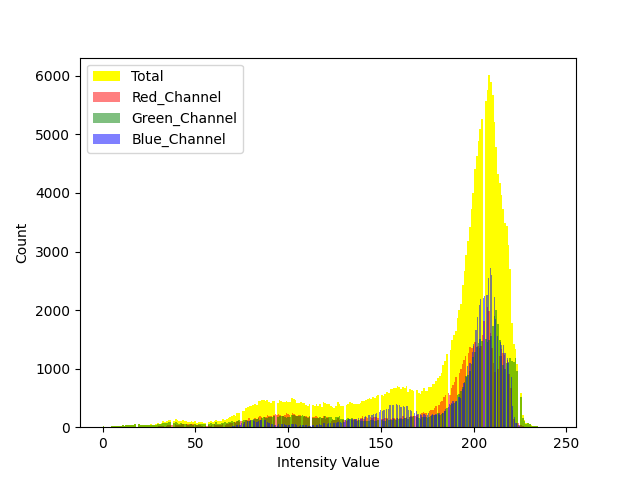 6000
5000
4000
3000
2000
1000
0
Count
Total
Red_Channel
Green_Channel
Blue_Channel
0 50 100 150 200 250
Intensity Value